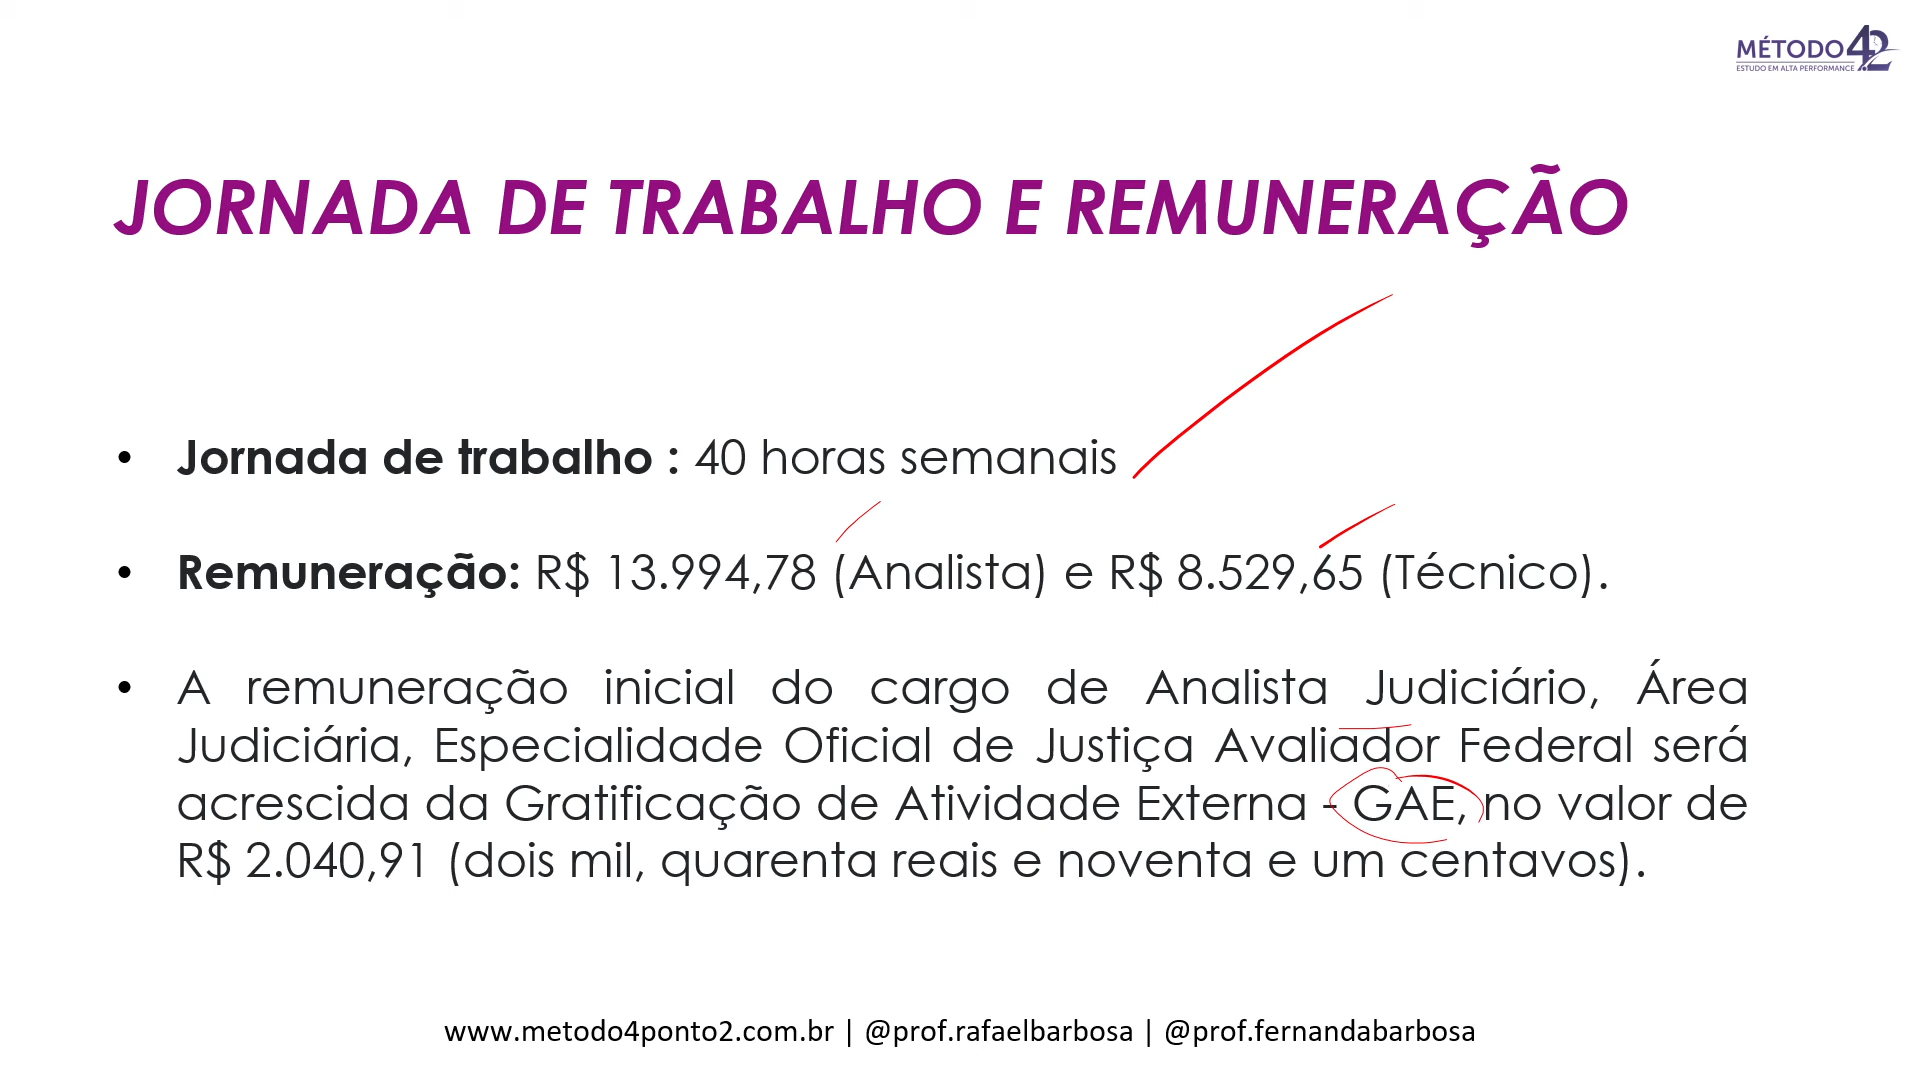 MÉTODO 4.2
ESTUDO EM ALTA PERFORMANCE
JORNADA DE TRABALHO E REMUNERAÇÃO
• Jornada de trabalho : 40 horas semanais
• Remuneração: R$ 13.994,78 (Analista) e R$ 8.529,65 (Técnico).
• A remuneração inicial do cargo de Analista Judiciário, Área
Judiciária, Especialidade Oficial de Justiça Avaliador Federal será
acrescida da Gratificação de Atividade Externa - GAE, no valor de
R$ 2.040,91 (dois mil, quarenta reais e noventa e um centavos).
www.metodo4ponto2.com.br | @prof.rafaelbarbosa | @prof.fernandabarbosa